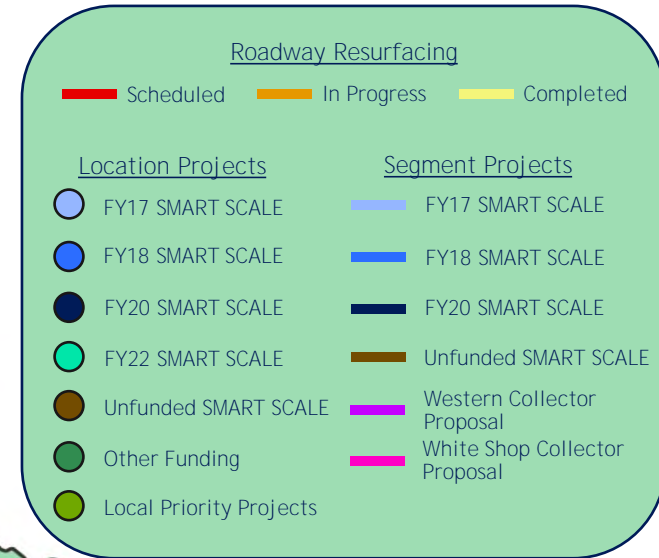 Roadway Resurfacing
Scheduled In Progress Completed
Location Projects
FY17 SMART SCALE
FY18 SMART SCALE
FY20 SMART SCALE
FY22 SMART SCALE
Unfunded SMART SCALE
Other Funding
Local Priority Projects
Segment Projects
FY17 SMART SCALE
FY18 SMART SCALE
FY20 SMART SCALE
Unfunded SMART SCALE
Western Collector
Proposal
White Shop Collector
Proposal